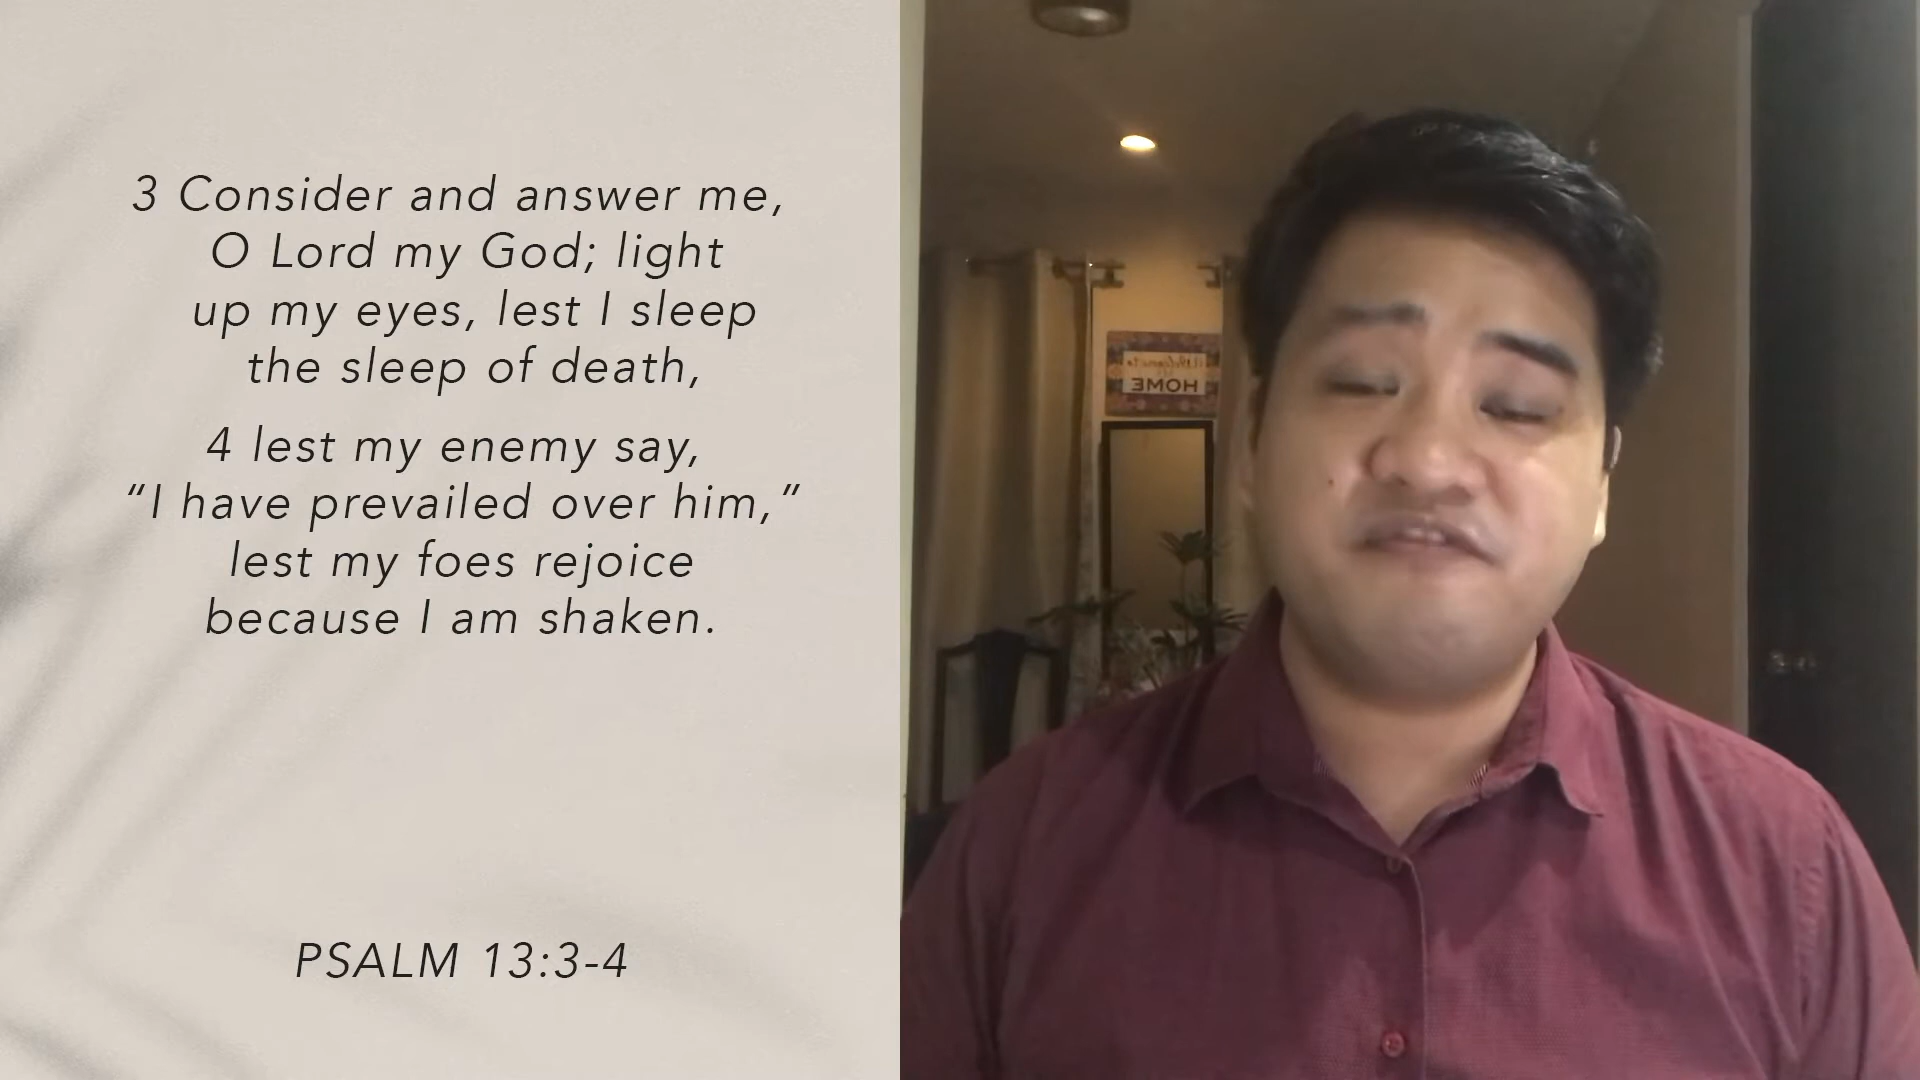 3 Consider and answer me,
O Lord my God; light
up my eyes, lest I sleep
the sleep of death,
4 lest my enemy say,
“I have prevailed over him,”
lest my foes rejoice
because I am shaken.
PSALM 13:3-4
HOME